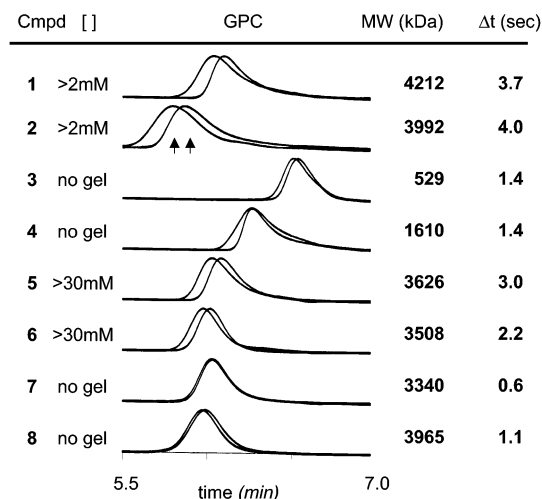 Cmpd [ ] GPC MW (kDa) Δt (sec)
1 >2mM 4212 3.7
2 >2mM 3992 4.0
3 no gel 529 1.4
4 no gel 1610 1.4
5 >30mM 3626 3.0
6 >30mM 3508 2.2
7 no gel 3340 0.6
8 no gel 3965 1.1
5.5 7.0
time (min)